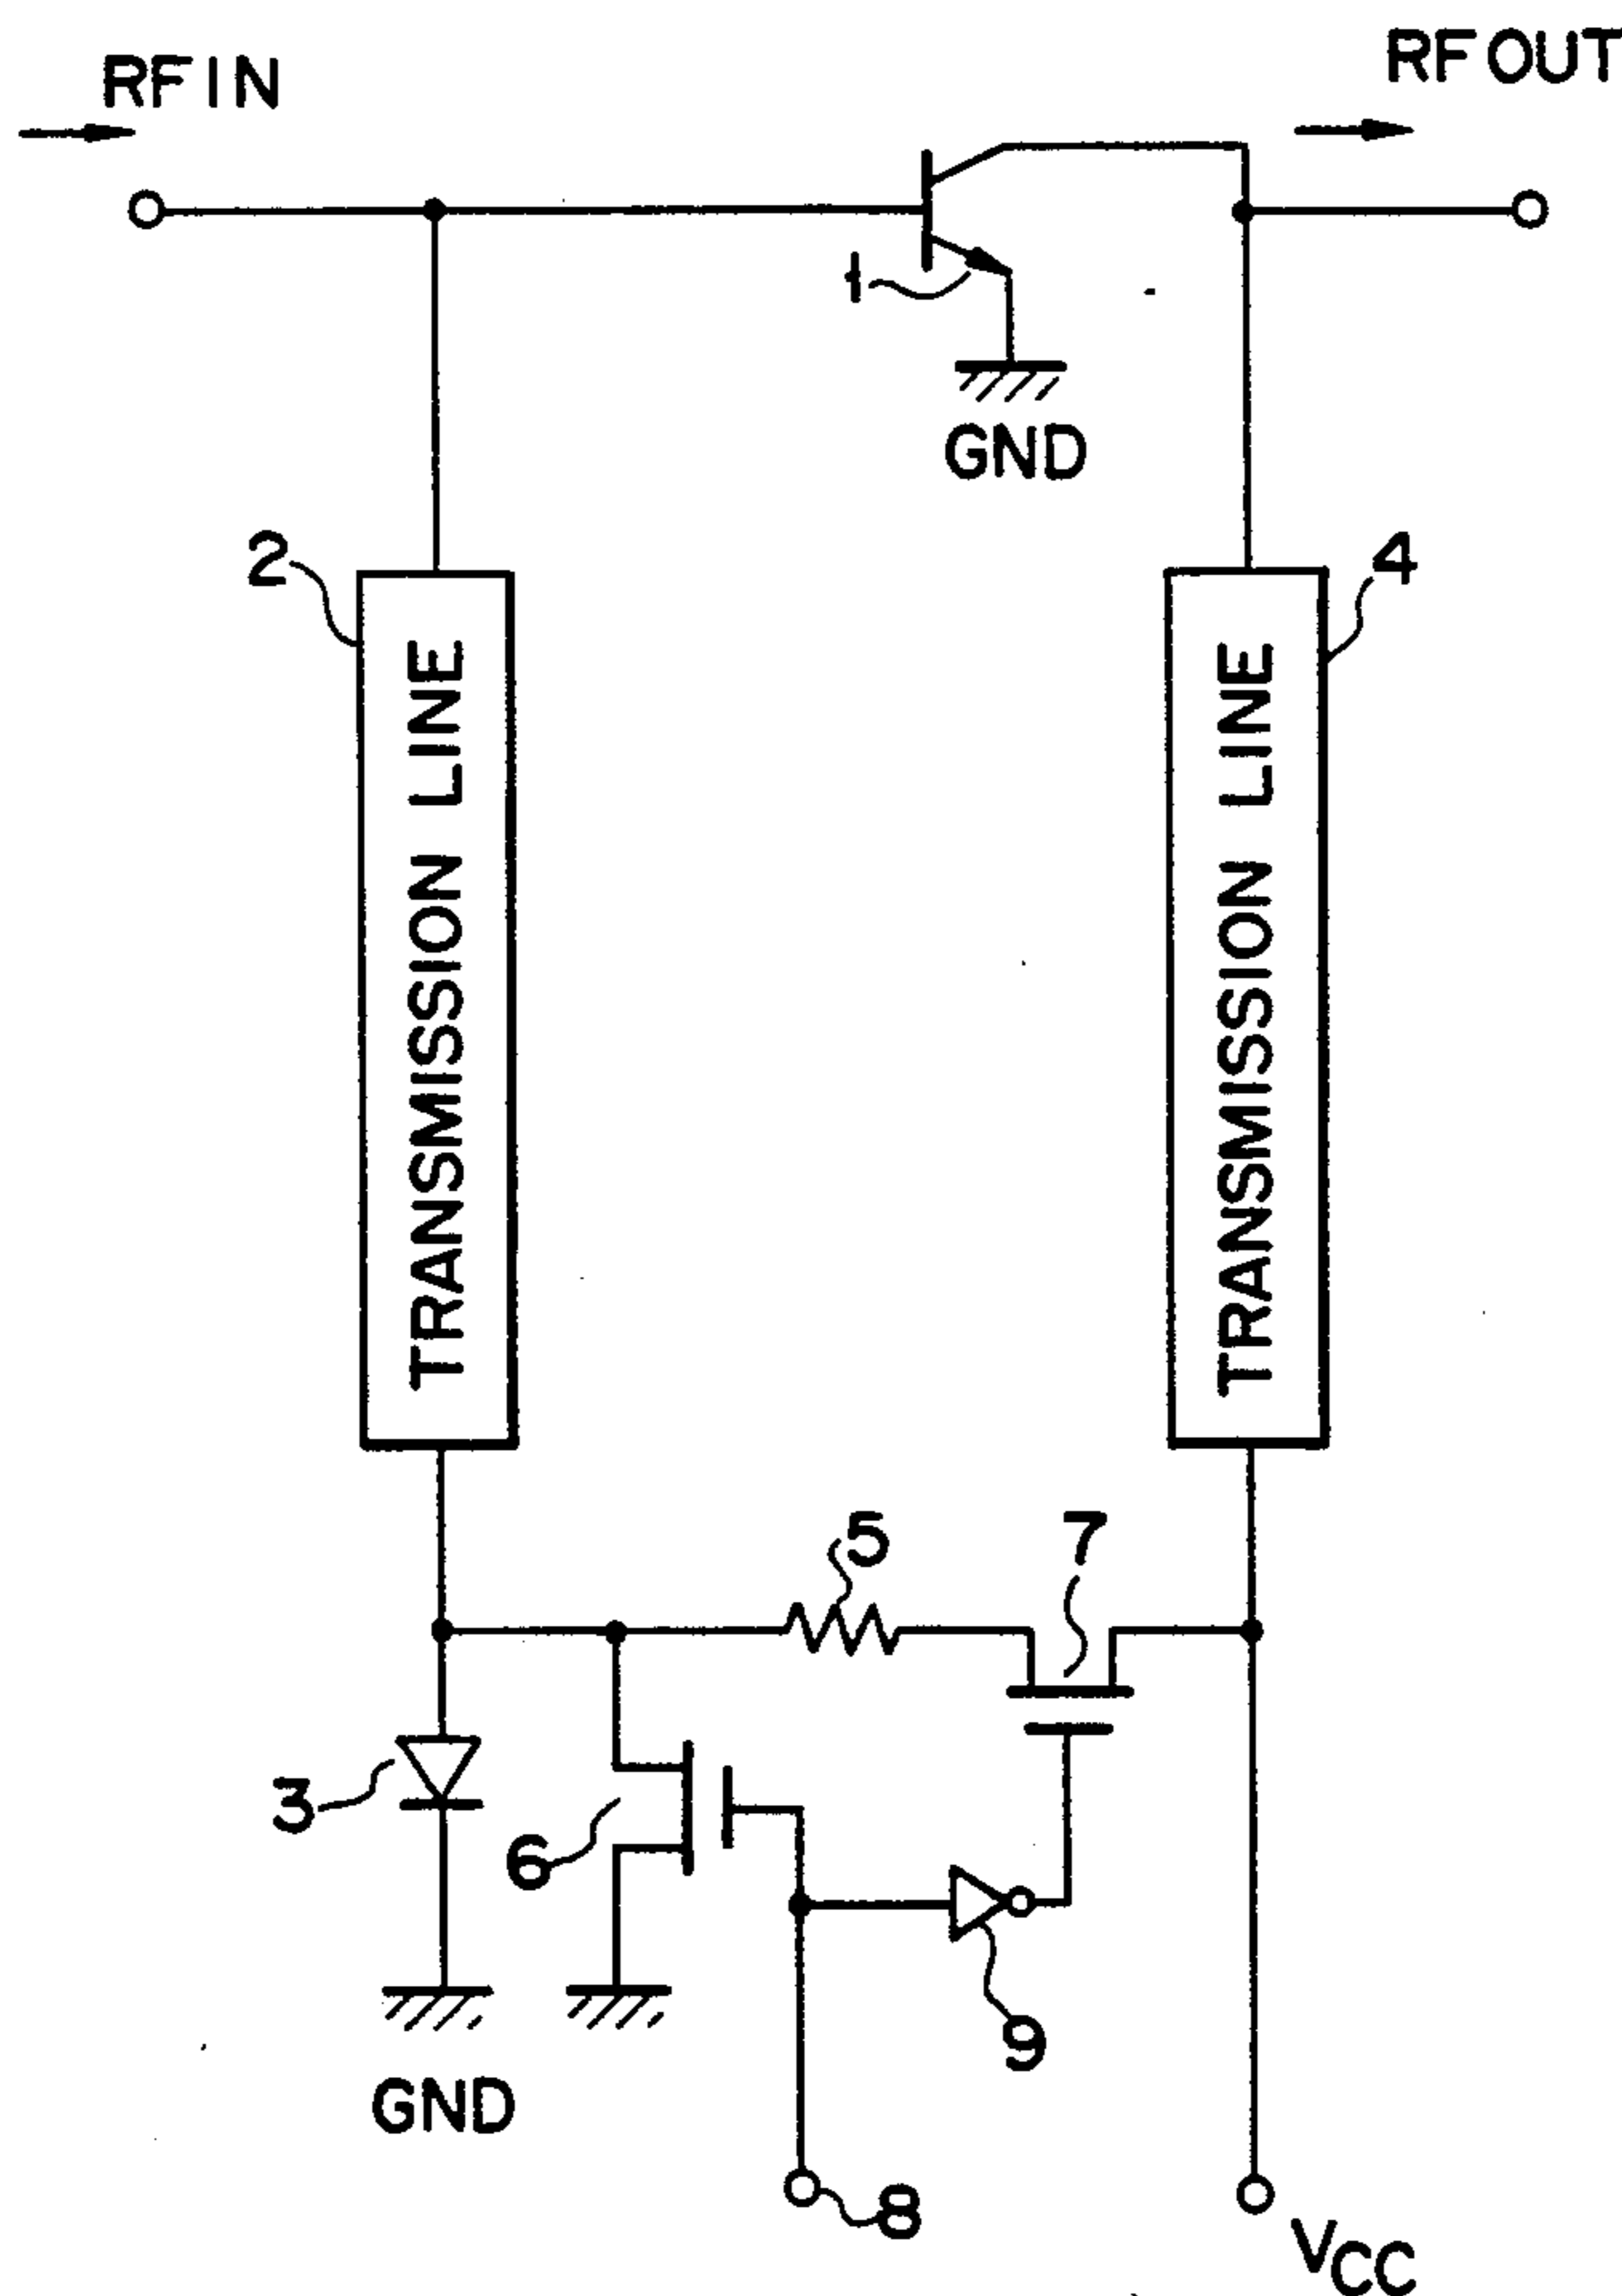 RF IN
RF OUT
1
GND
2
4
TRANSMISSION LINE
TRANSMISSION LINE
5
7
3
6
9
GND
8
VCC